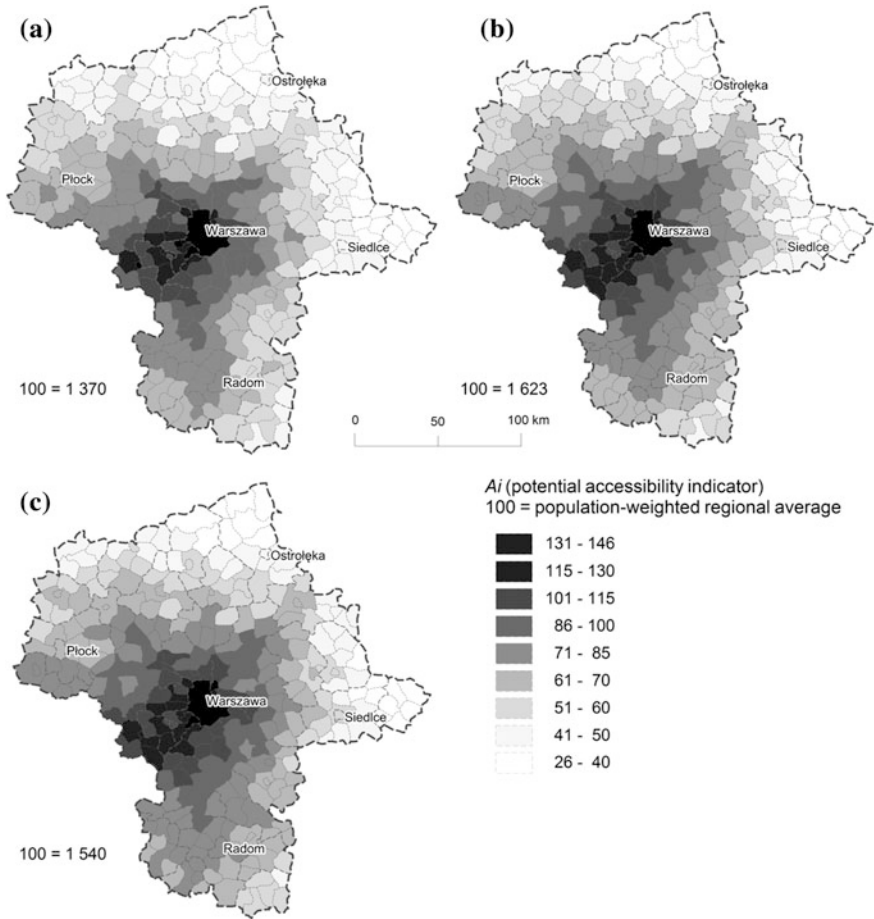 (a)
Ostrołęka
Płock
Warszawa
Siedlce
Radom
100 = 1 370
(b)
Ostrołęka
Płock
Warszawa
Siedlce
Radom
100 = 1 623
0 50 100 km
(c)
Ostrołęka
Płock
Warszawa
Siedlce
Radom
100 = 1 540
Ai (potential accessibility indicator)
100 = population-weighted regional average
131 - 146
115 - 130
101 - 115
86 - 100
71 - 85
61 - 70
51 - 60
41 - 50
26 - 40